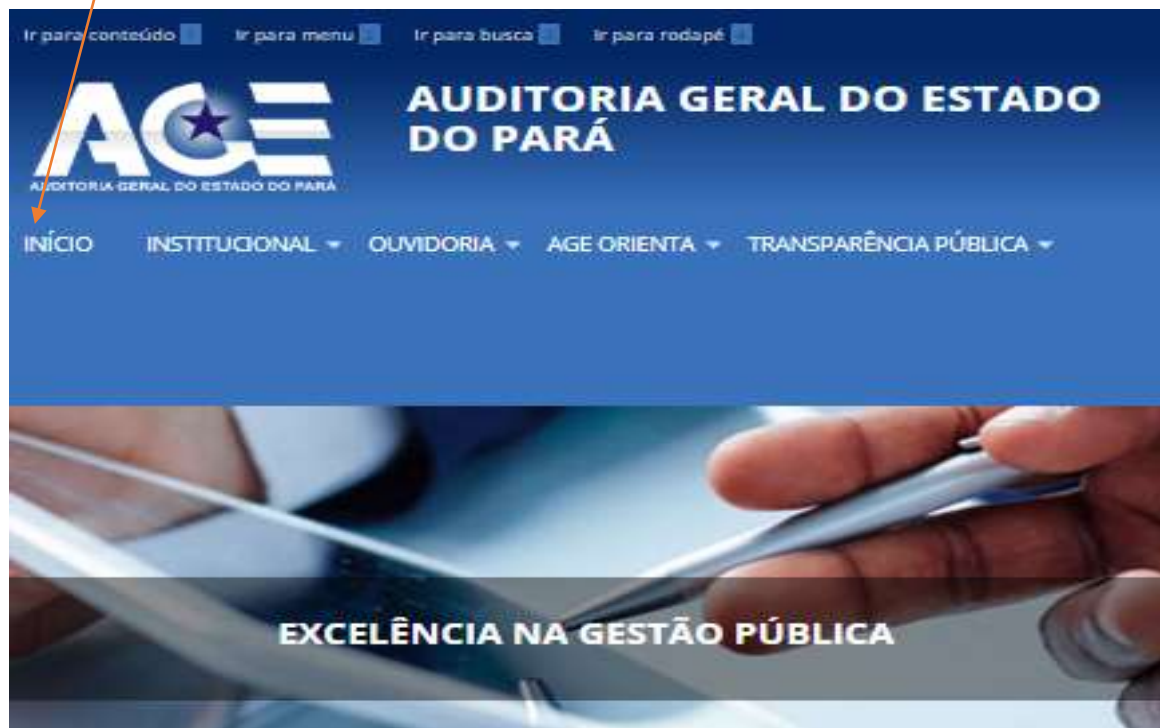 Ir para conteúdo Ir para menu Ir para busca Ir para rodapé
AGE
AUDITORIA GERAL DO ESTADO DO PARÁ
AUDITORIA GERAL DO ESTADO
DO PARÁ
INÍCIO INSTITUCIONAL OUVIDORIA AGE ORIENTA TRANSPARÊNCIA PÚBLICA
EXCELÊNCIA NA GESTÃO PÚBLICA